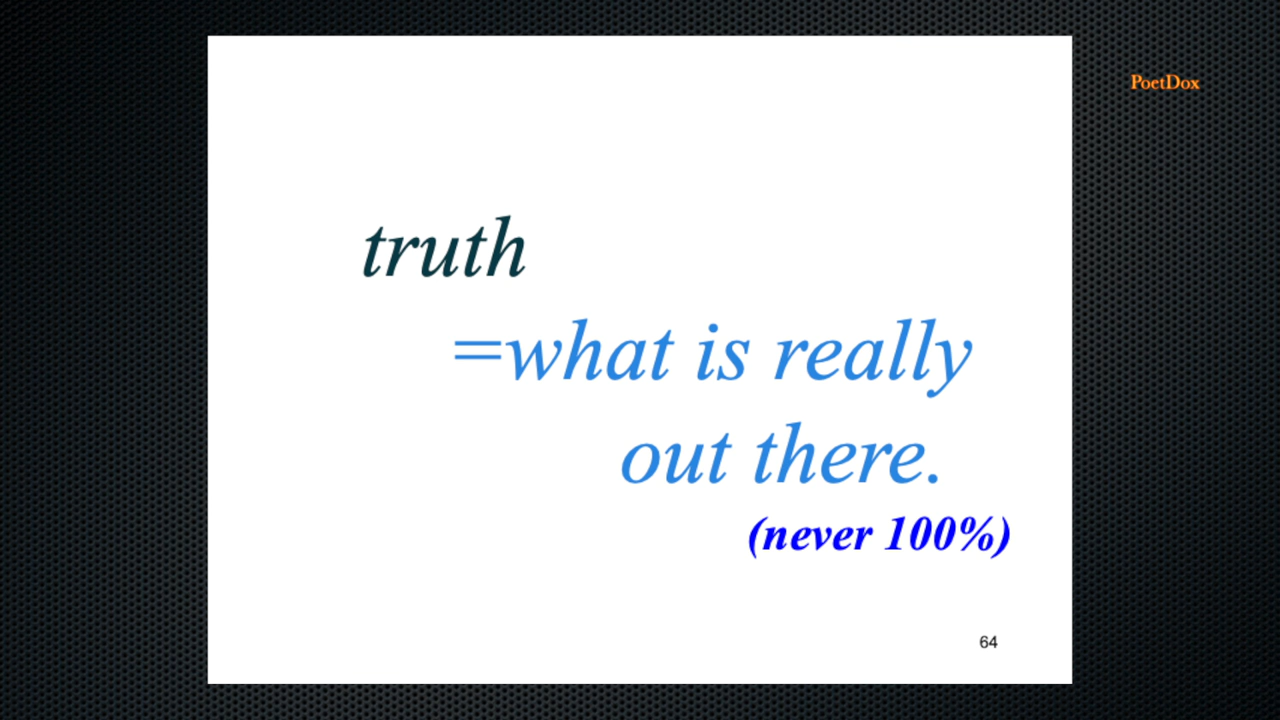 PoetDox
truth
=what is really
out there.
(never 100%)
64